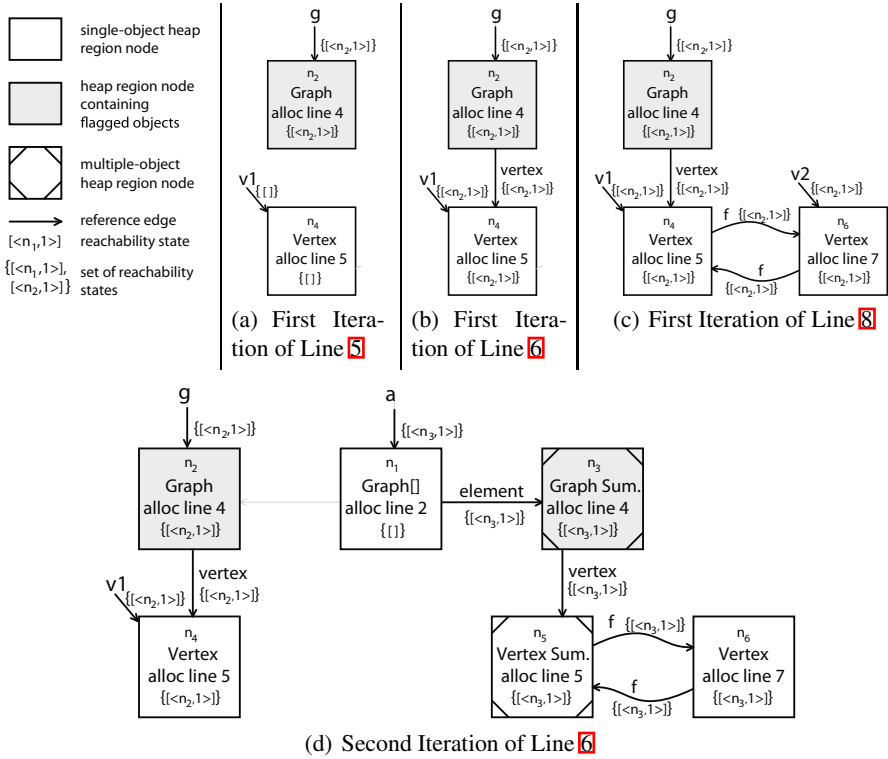 single-object heap
region node
heap region node
containing
flagged objects
multiple-object
heap region node
reference edge
[<n1,1>] reachability state
{[<n1,1>],
[<n2,1>]} set of reachability
states
g
{[<n2,1>]}
n2
Graph
alloc line 4
{[<n2,1>]}
v1
{[]}
n4
Vertex
alloc line 5
{[]}
(a) First Itera-
tion of Line 5
g
{[<n2,1>]}
n2
Graph
alloc line 4
{[<n2,1>]}
vertex
{[<n2,1>]}
v1
{[<n2,1>]}
n4
Vertex
alloc line 5
{[<n2,1>]}
(b) First Itera-
tion of Line 6
g
{[<n2,1>]}
n2
Graph
alloc line 4
{[<n2,1>]}
vertex
{[<n2,1>]}
v1
{[<n2,1>]}
n4
Vertex
alloc line 5
{[<n2,1>]}
f {[<n2,1>]}
f
{[<n2,1>]}
v2
{[<n2,1>]}
n6
Vertex
alloc line 7
{[<n2,1>]}
(c) First Iteration of Line 8
g
{[<n2,1>]}
n2
Graph
alloc line 4
{[<n2,1>]}
vertex
{[<n2,1>]}
v1
{[<n2,1>]}
n4
Vertex
alloc line 5
{[<n2,1>]}
a
{[<n3,1>]}
n1
Graph[]
alloc line 2
{[]}
element
{[<n3,1>]}
n3
Graph Sum.
alloc line 4
{[<n3,1>]}
vertex
{[<n3,1>]}
n5
Vertex Sum.
alloc line 5
{[<n3,1>]}
f {[<n3,1>]}
f
{[<n3,1>]}
n6
Vertex
alloc line 7
{[<n3,1>]}
(d) Second Iteration of Line 6